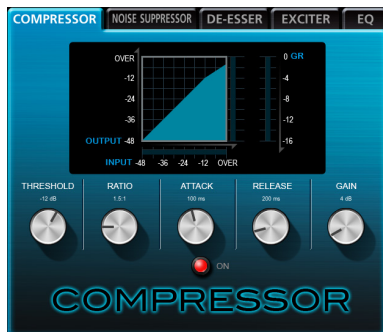 COMPRESSOR NOISE SUPPRESSOR DE-ESSER EXCITER EQ
OVER 0 GR
-12 -4
-24 -8
-36 -12
OUTPUT -48 -16
INPUT -48 -36 -24 -12 OVER
THRESHOLD RATIO ATTACK RELEASE GAIN
-12 dB 1.5:1 100 ms 200 ms 4 dB
ON
COMPRESSOR